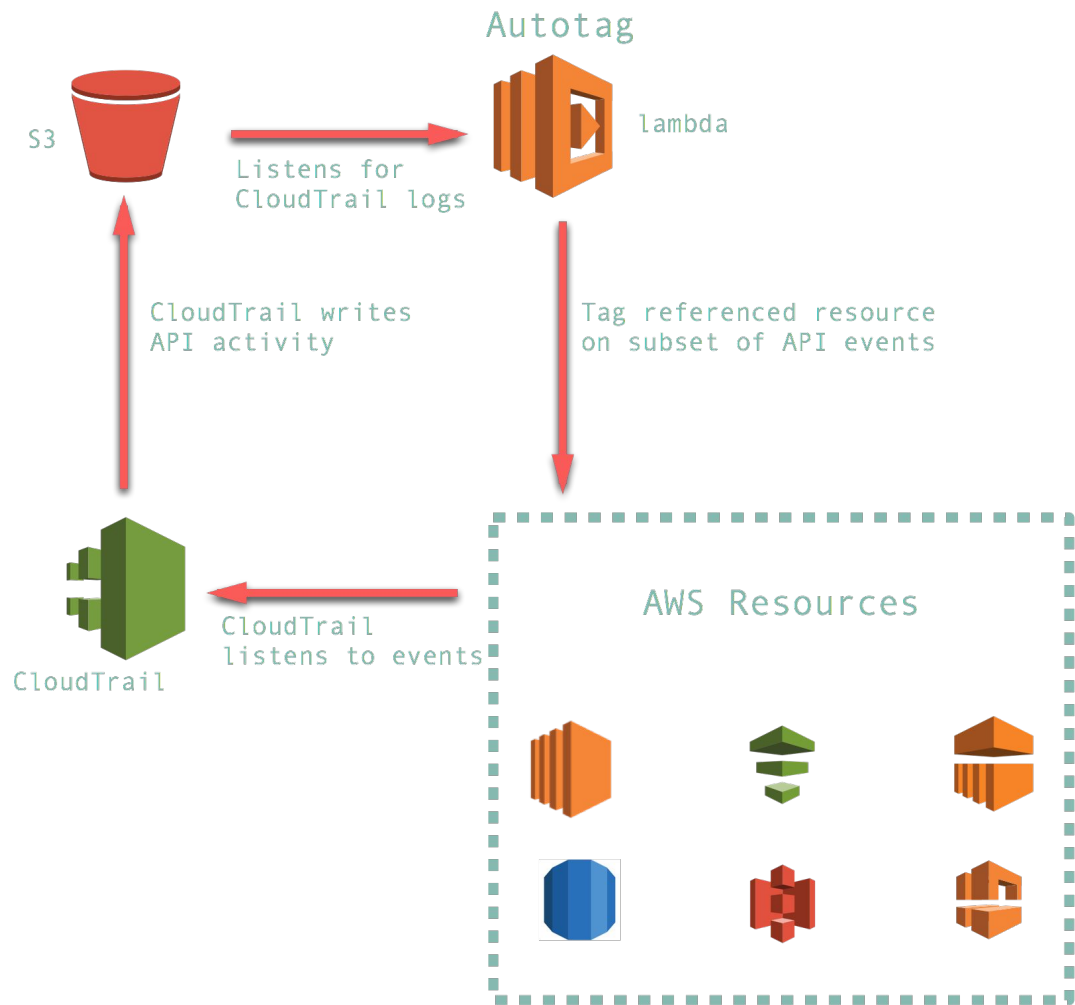 Autotag
S3
lambda
Listens for
CloudTrail logs
CloudTrail writes
API activity
Tag referenced resource
on subset of API events
AWS Resources
CloudTrail
listens to events
CloudTrail